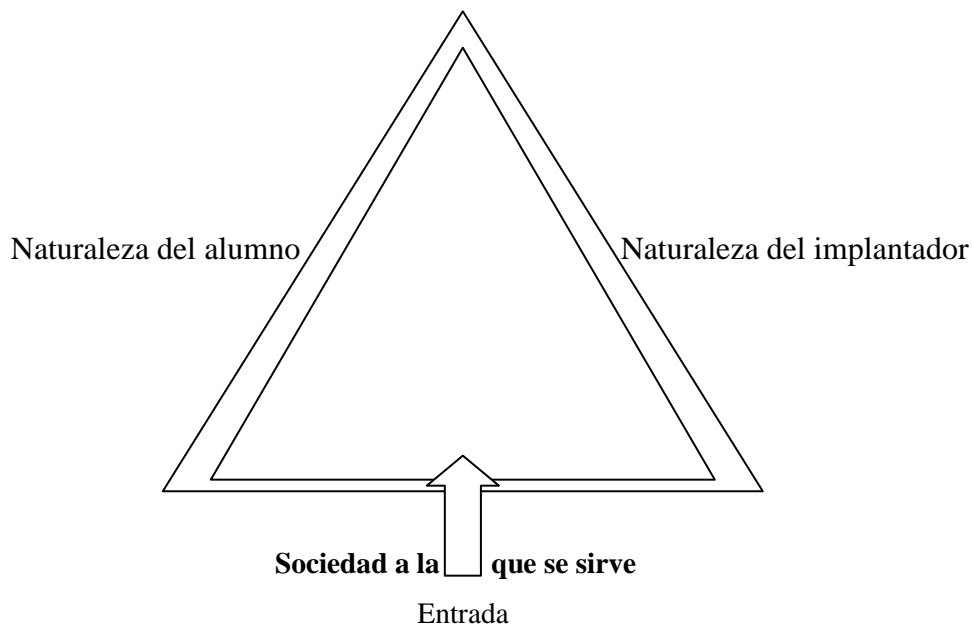 Naturaleza del alumno
Naturaleza del implantador
Sociedad a la que se sirve
Entrada